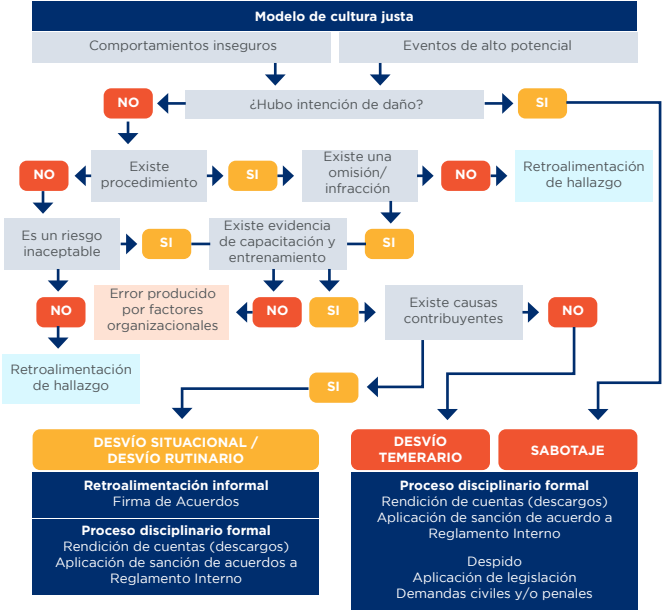 Modelo de cultura justa
Comportamientos inseguros
Eventos de alto potencial
NO
¿Hubo intención de daño?
SI
NO
Existe
procedimiento
SI
Existe una
omisión/
infracción
NO
Retroalimentación
de hallazgo
Es un riesgo
inaceptable
SI
Existe evidencia
de capacitación y
entrenamiento
SI
NO
Error producido
por factores
organizacionales
NO
SI
Existe causas
contribuyentes
NO
Retroalimentación
de hallazgo
SI
DESVÍO SITUACIONAL /
DESVÍO RUTINARIO
DESVÍO
TEMERARIO
SABOTAJE
Retroalimentación informal
Firma de Acuerdos
Proceso disciplinario formal
Rendición de cuentas (descargos)
Aplicación de sanción de acuerdos a
Reglamento Interno
Proceso disciplinario formal
Rendición de cuentas (descargos)
Aplicación de sanción de acuerdo a
Reglamento Interno
Despido
Aplicación de legislación
Demandas civiles y/o penales